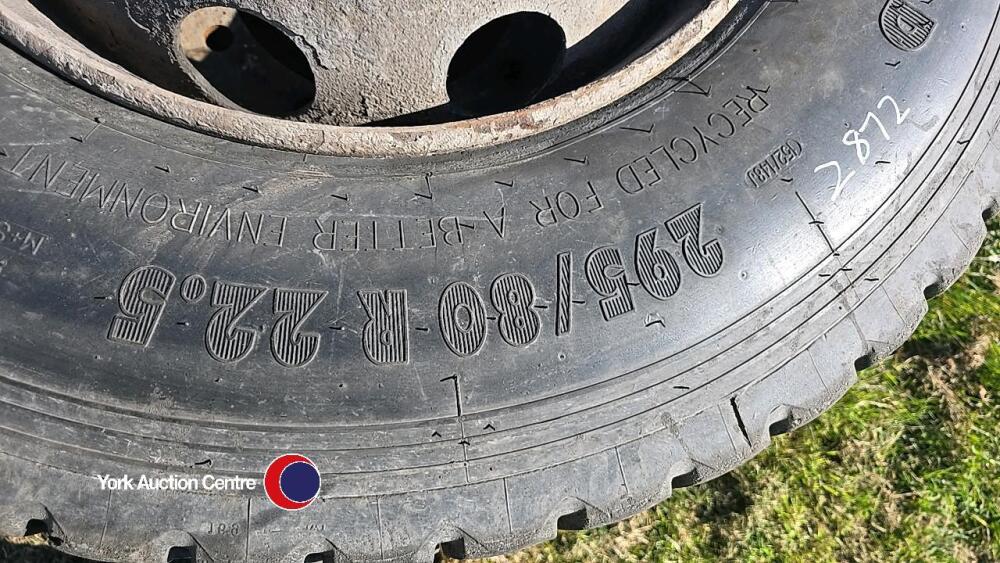 RECYCLED FOR A BETTER ENVIRONMENT
295/80 R 22.5
2872
M+S
York Auction Centre